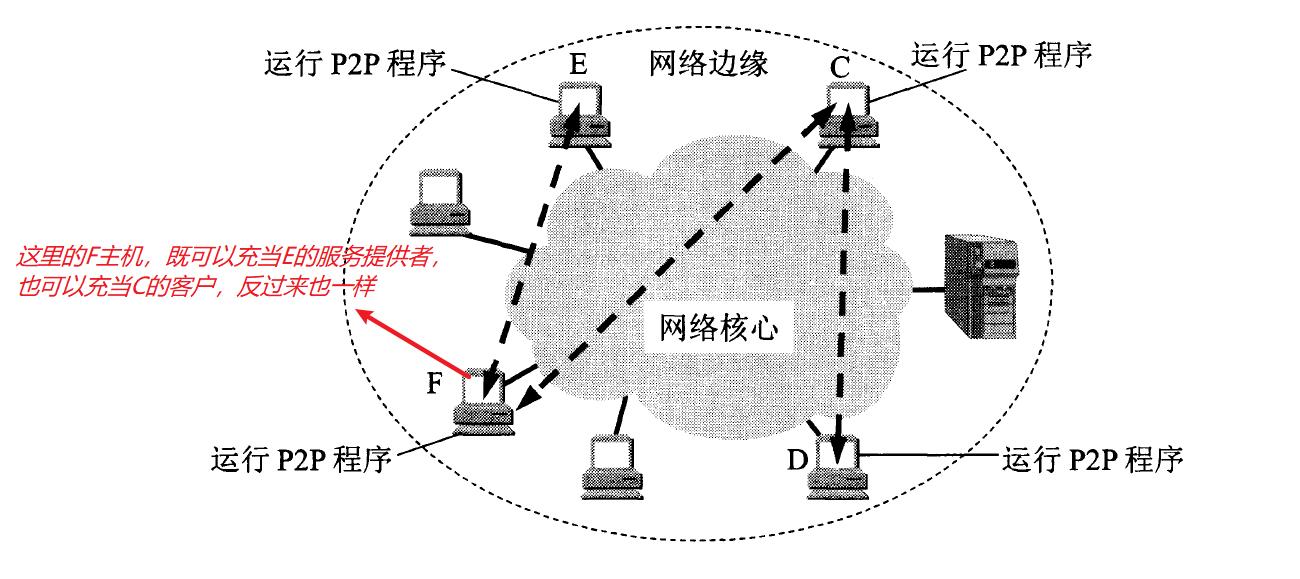 运行 P2P 程序
E
网络边缘
C
运行 P2P 程序
这里的F主机，既可以充当E的服务提供者，
也可以充当C的客户，反过来也一样
网络核心
F
运行 P2P 程序
D
运行 P2P 程序